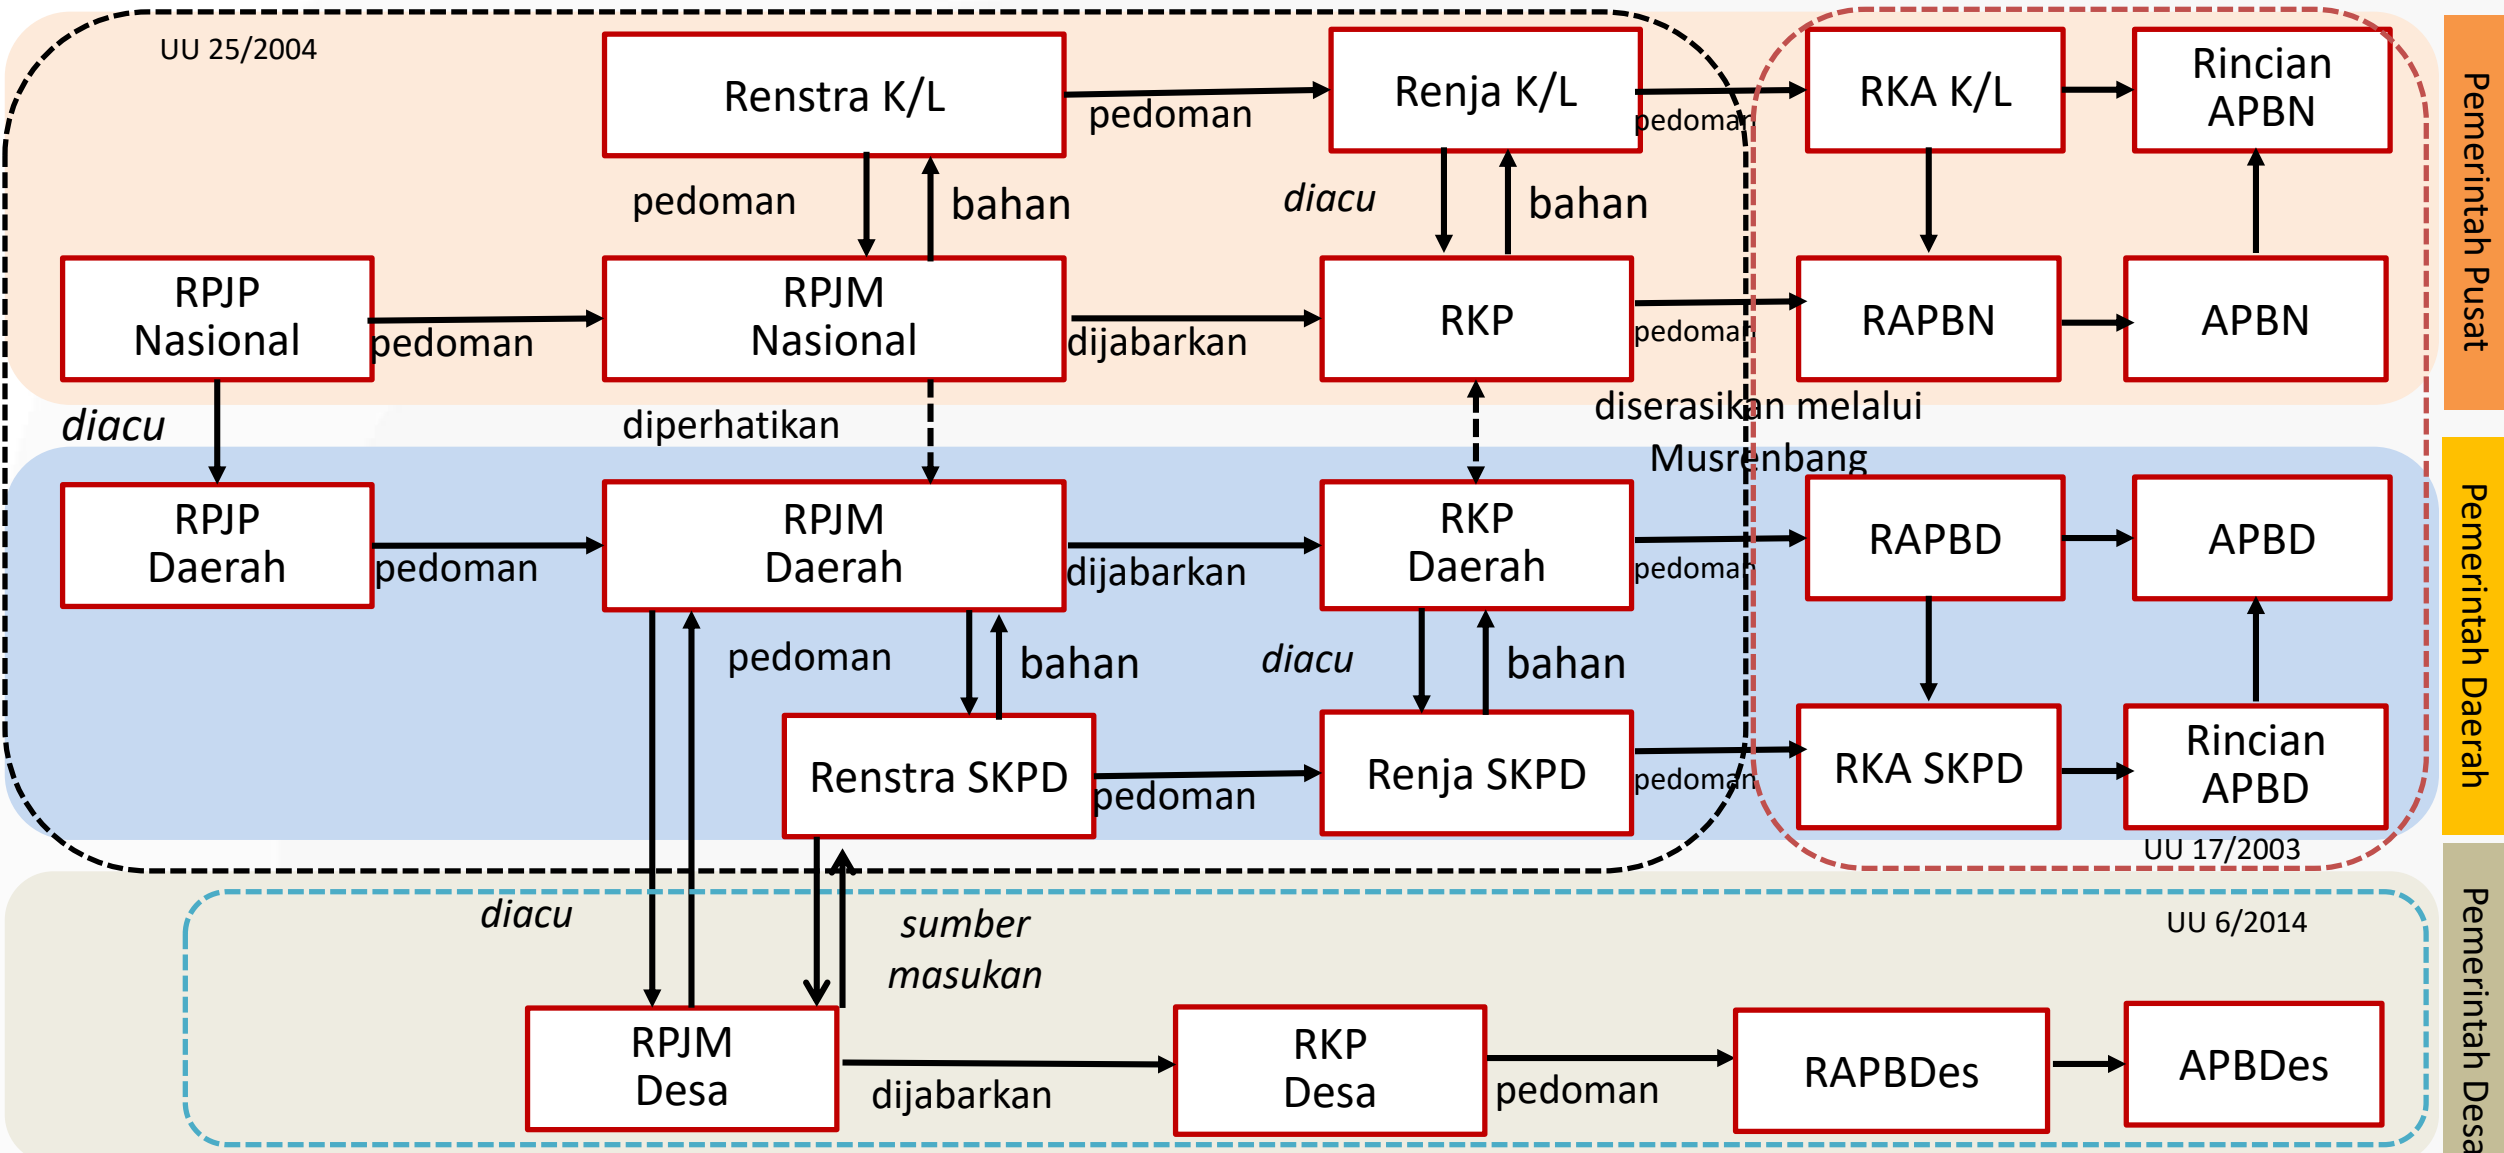 UU 25/2004
Renstra K/L
pedoman
Renja K/L
pedoman
RKA K/L
Rincian
APBN
Pemerintah Pusat
pedoman
bahan
diacu
bahan
RPJP
Nasional
pedoman
RPJM
Nasional
dijabarkan
RKP
pedoman
RAPBN
APBN
diacu
diperhatikan
diserasikan melalui
Musrenbang
RPJP
Daerah
pedoman
RPJM
Daerah
dijabarkan
RKP
Daerah
pedoman
RAPBD
APBD
Pemerintah Daerah
pedoman
bahan
diacu
bahan
Renstra SKPD
pedoman
Renja SKPD
pedoman
RKA SKPD
Rincian
APBD
UU 17/2003
diacu
sumber
masukan
UU 6/2014
Pemerintah Desa
RPJM
Desa
dijabarkan
RKP
Desa
pedoman
RAPBDes
APBDes